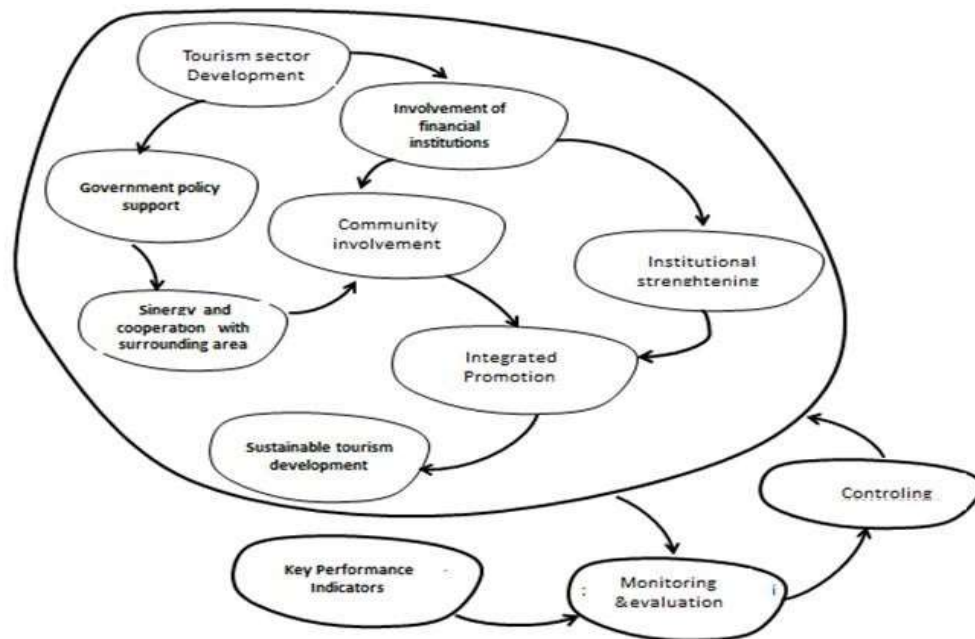 Tourism sector
Development
Involvement of
financial
institutions
Government policy
support
Community
involvement
Institutional
strenghtening
Sinergy and
cooperation with
surrounding area
Integrated
Promotion
Sustainable tourism
development
Controling
Key Performance
Indicators
Monitoring
&evaluation